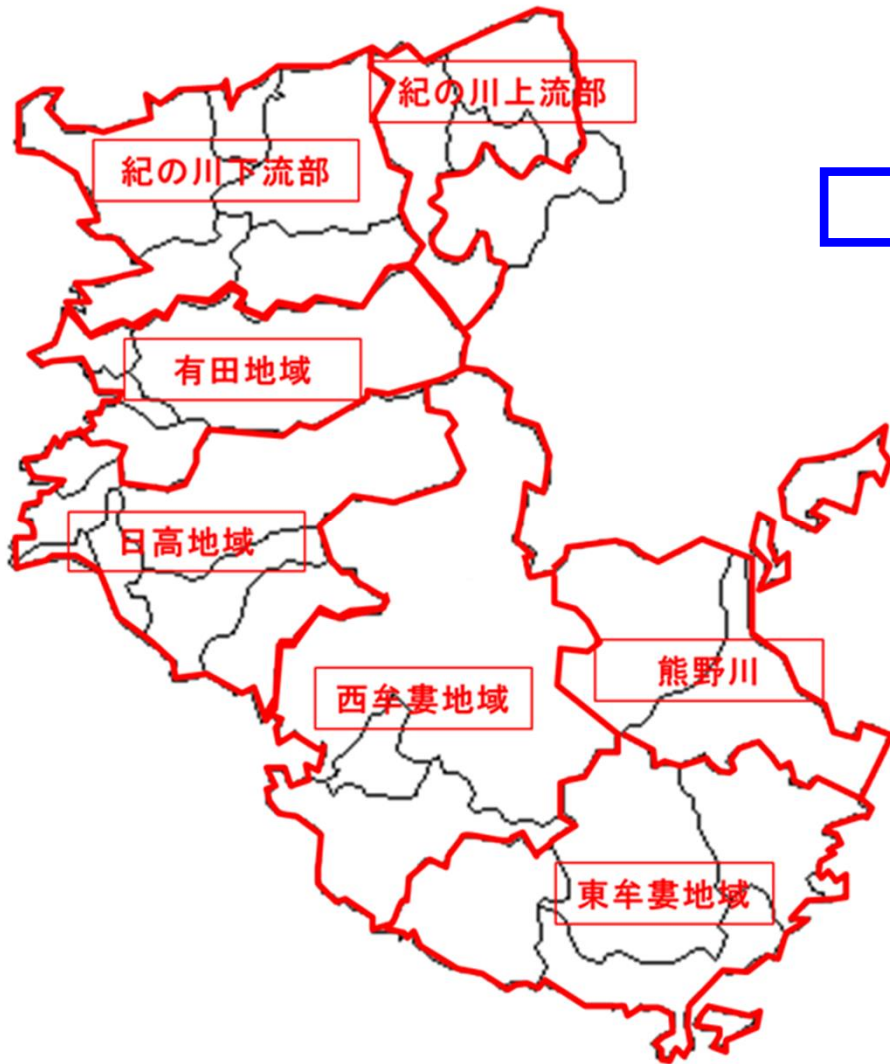 紀の川上流部
紀の川下流部
有田地域
日高地域
熊野川
西牟婁地域
東牟婁地域